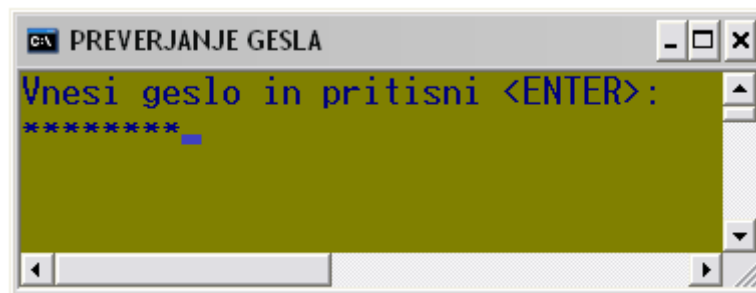 C:\
PREVERJANJE GESLA
Vnesi geslo in pritisni <ENTER>:
********_